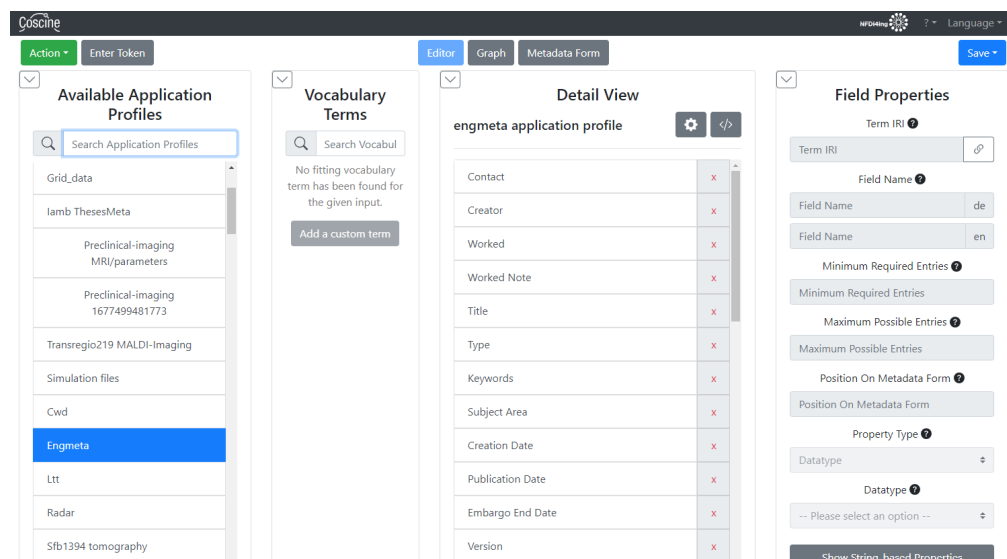 Coscine
NFDI4Ing
? Language
Action Enter Token Editor Graph Metadata Form Save
Available Application
Profiles
Search Application Profiles
Grid_data
Iamb ThesesMeta
Preclinical-imaging
MRI/parameters
Preclinical-imaging
1677499481773
Transregio219 MALDI-Imaging
Simulation files
Cwd
Engmeta
Ltt
Radar
Sfb1394 tomography
Vocabulary
Terms
Search Vocabul
No fitting vocabulary
term has been found for
the given input.
Add a custom term
Detail View
engmeta application profile
</>
Contact x
Creator x
Worked x
Worked Note x
Title x
Type x
Keywords x
Subject Area x
Creation Date x
Publication Date x
Embargo End Date x
Version x
Field Properties
Term IRI ?
Term IRI
Field Name ?
Field Name de
Field Name en
Minimum Required Entries ?
Minimum Required Entries
Maximum Possible Entries ?
Maximum Possible Entries
Position On Metadata Form ?
Position On Metadata Form
Property Type ?
Datatype
Datatype ?
-- Please select an option --
Show String-based Properties